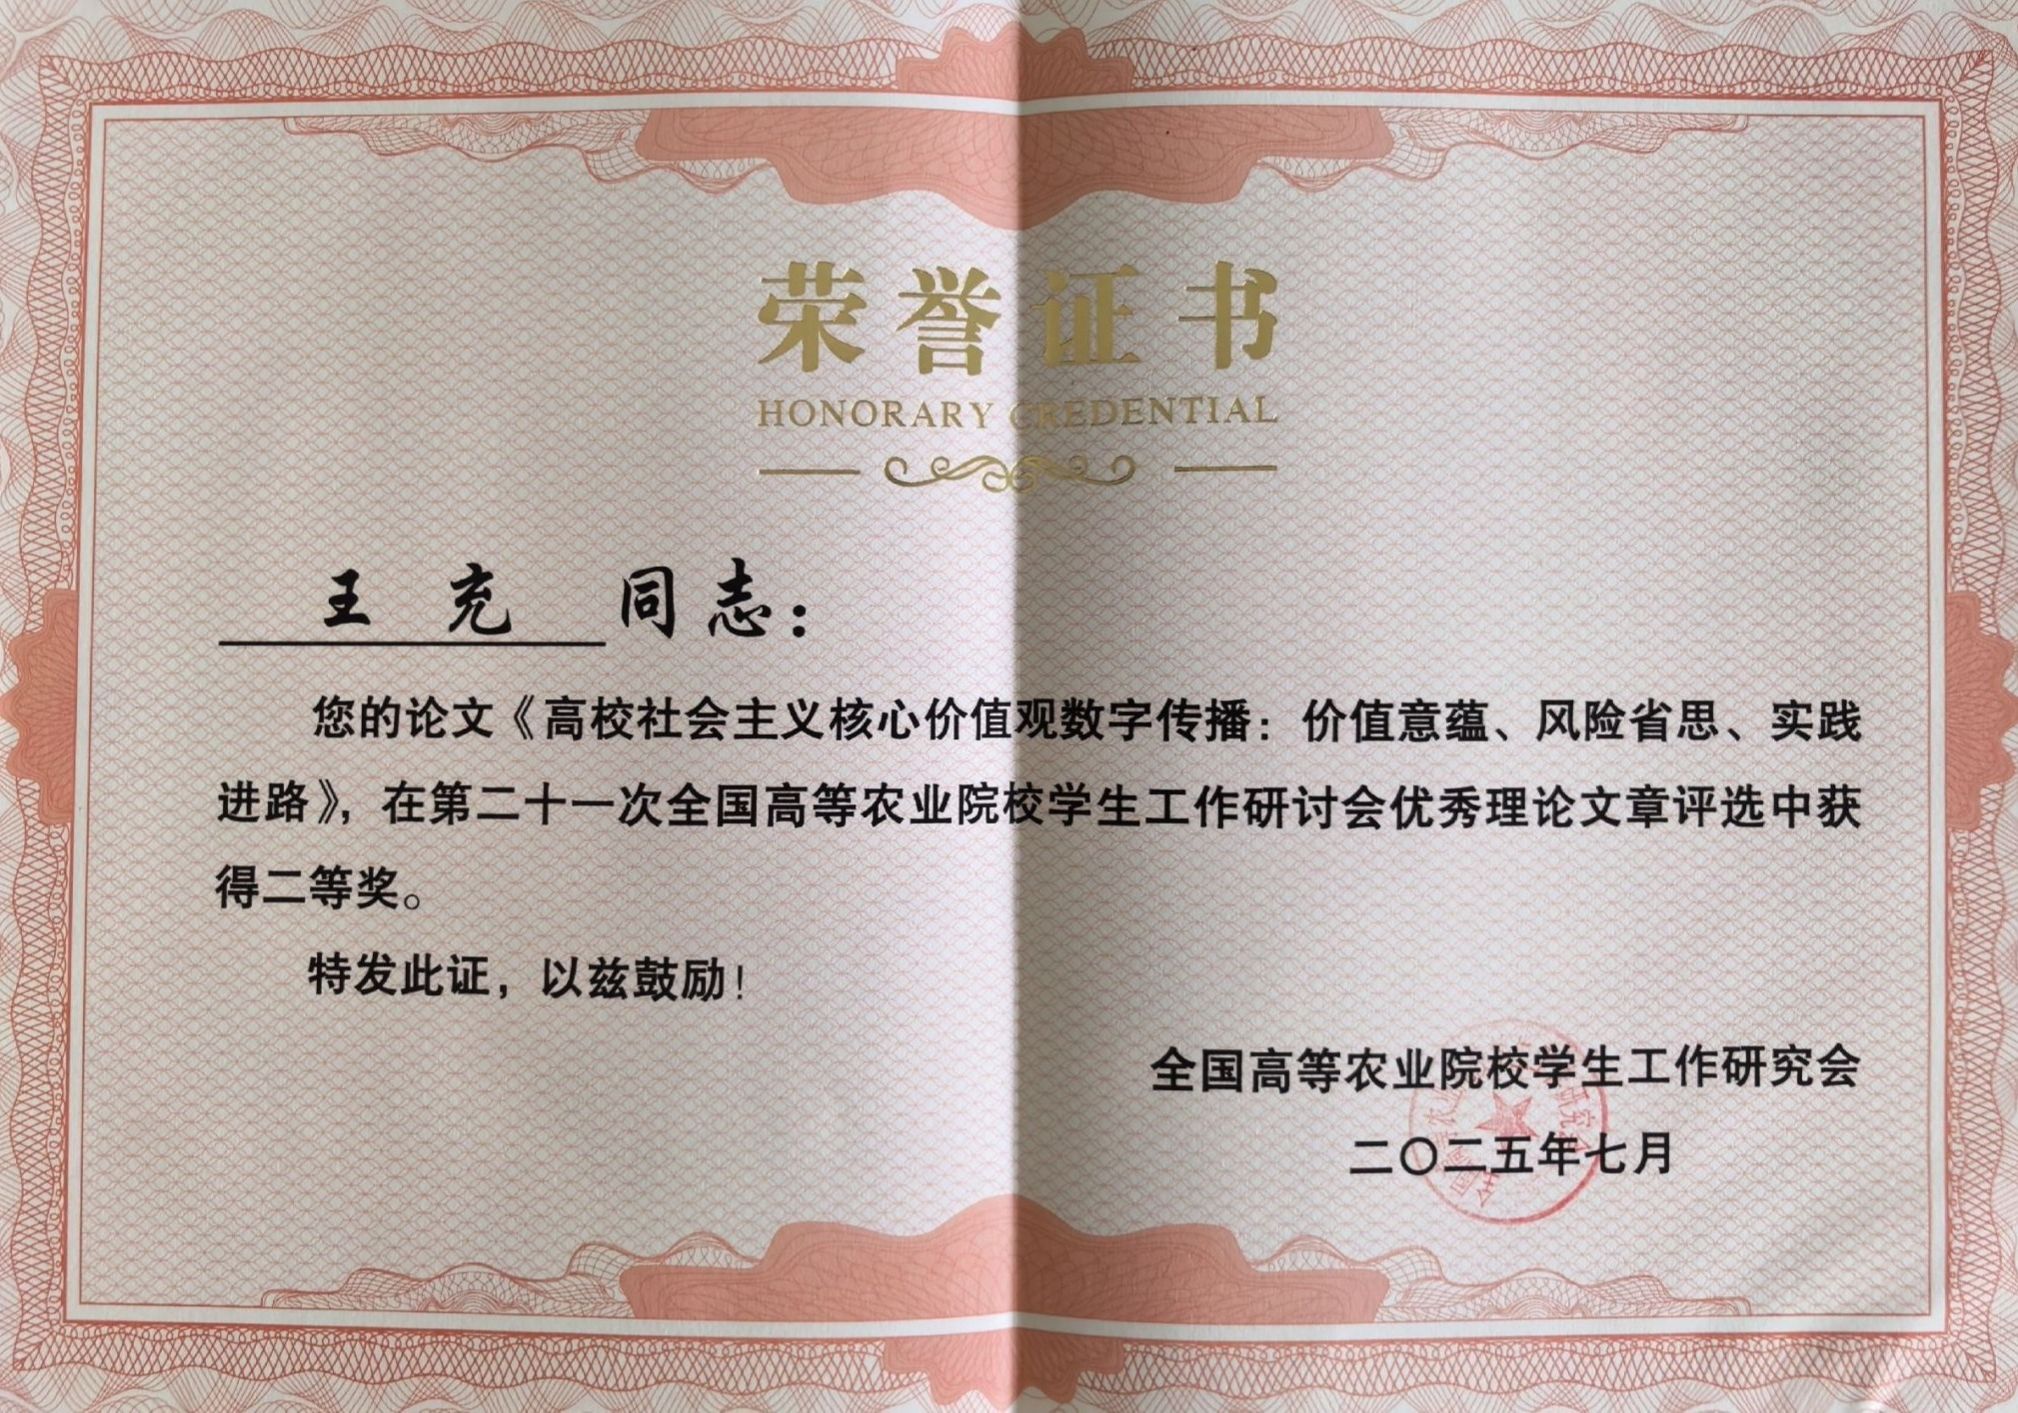 荣誉证书
HONORARY CREDENTIAL
王 充 同志：
您的论文《高校社会主义核心价值观数字传播：价值意蕴、风险省思、实践
进路》，在第二十一次全国高等农业院校学生工作研讨会优秀理论文章评选中获
得二等奖。
特发此证，以兹鼓励！
全国高等农业院校学生工作研究会
二〇二五年七月